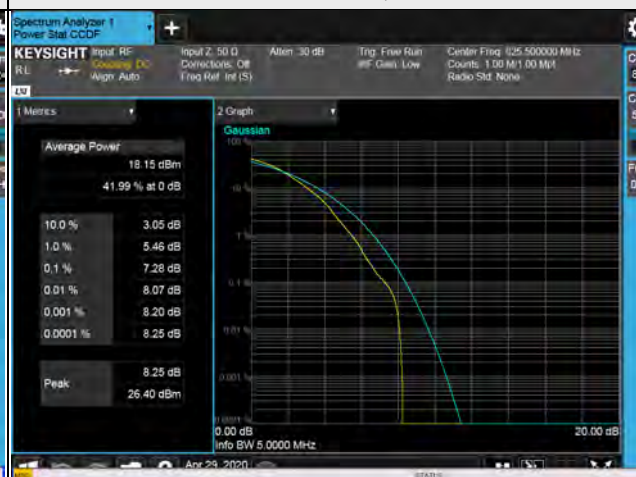 Spectrum Analyzer 1
Power Stat CCDF
KEYSIGHT
RL
Input: RF
Coupling: DC
Align: Auto
Input Z: 50 Ω
Corrections: Off
Freq Ref: Int (S)
Atten: 30 dB
Trig: Free Run
#IF Gain: Low
Center Freq: 825.500000 MHz
Counts: 1.00 M/1.00 Mpt
Radio Std: None
LXI
1 Metrics
2 Graph
Average Power
18.15 dBm
41.99 % at 0 dB
10.0 % 3.05 dB
1.0 % 5.46 dB
0.1 % 7.28 dB
0.01 % 8.07 dB
0.001 % 8.20 dB
0.0001 % 8.25 dB
Peak
8.25 dB
26.40 dBm
Gaussian
100 %
10 %
1 %
0.1 %
0.01 %
0.001 %
0.0001 %
0.00 dB
20.00 dB
Info BW 5.0000 MHz
Apr 29, 2020
MSG
STATUS